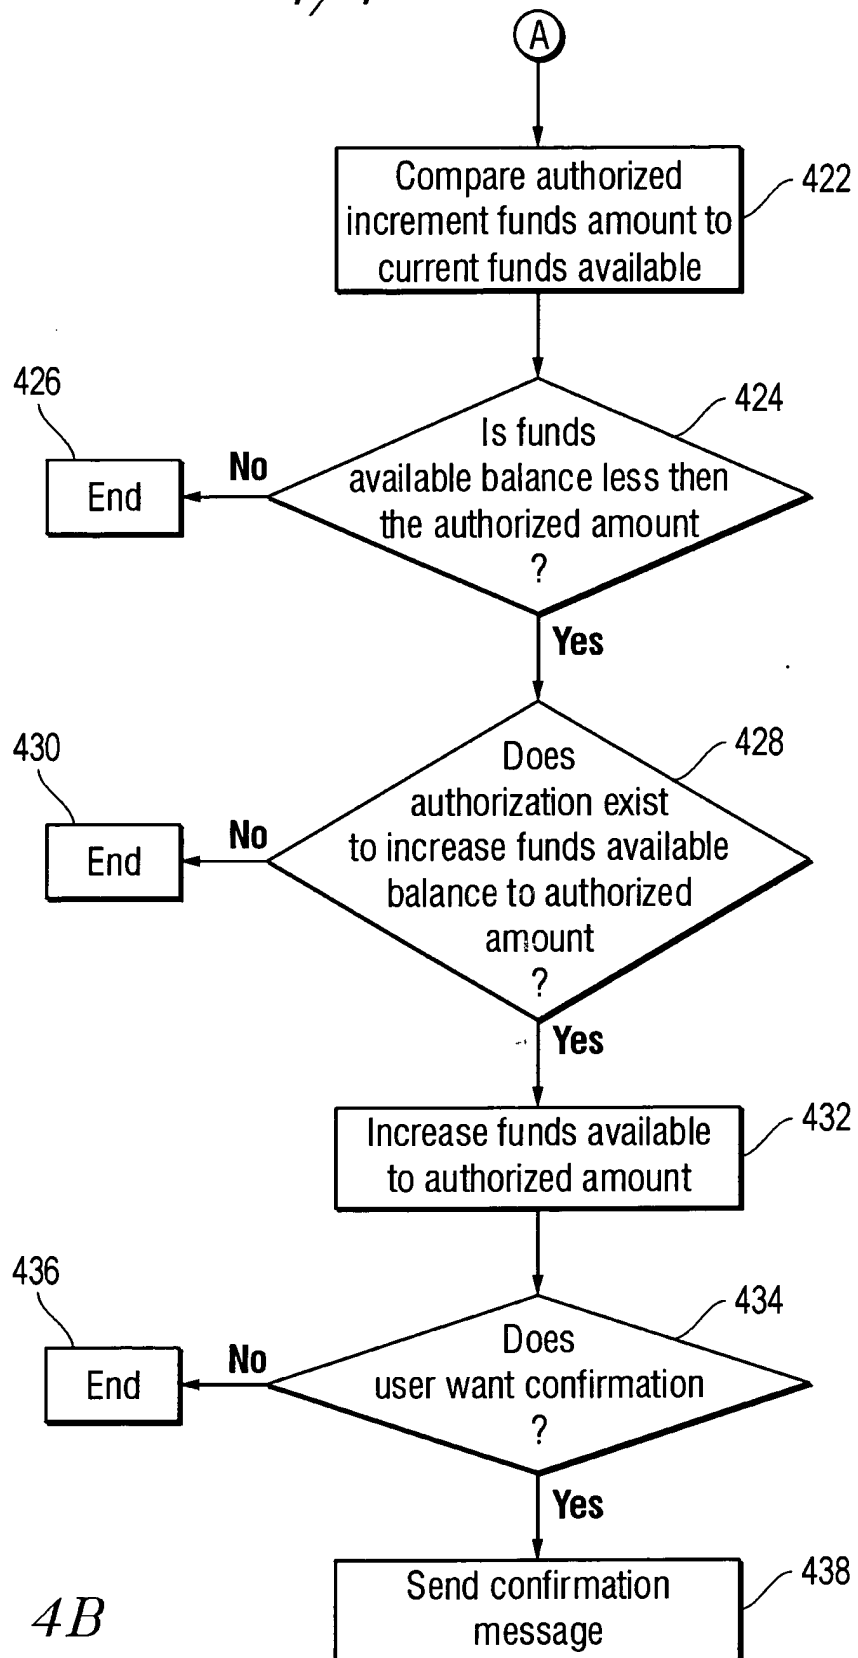 A
Compare authorized
increment funds amount to
current funds available
422
426
424
Is funds
available balance less then
the authorized amount
?
No
End
Yes
430
428
Does
authorization exist
to increase funds available
balance to authorized
amount
?
No
End
Yes
Increase funds available
to authorized amount
432
436
434
Does
user want confirmation
?
No
End
Yes
Send confirmation
message
438
4B